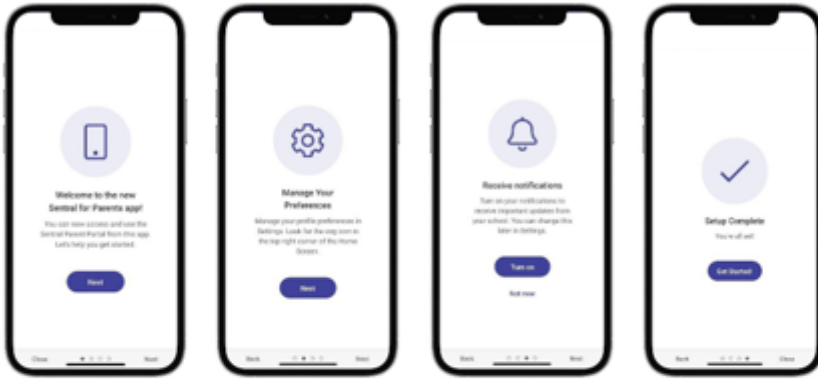 Welcome to the new
Sentral for Parents app!
You can now access and use the
Sentral Parent Portal from this app.
Let's help you get started.
Next
Close
Next
Manage Your
Preferences
Manage your profile preferences in
Settings. Look for the cog icon in
the top right corner of the Home
Screen.
Next
Back
Next
Receive notifications
Turn on your notifications to
receive important updates from
your school. You can change this
later in Settings.
Turn on
Not now
Back
Next
Setup Complete
You're all set!
Get Started
Back
Close